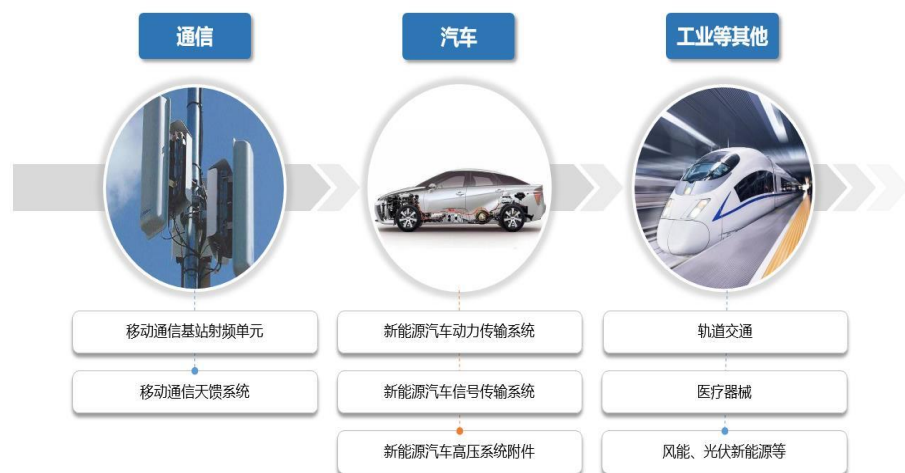 通信
汽车
工业等其他
移动通信基站射频单元
新能源汽车动力传输系统
轨道交通
移动通信天馈系统
新能源汽车信号传输系统
医疗器械
新能源汽车高压系统附件
风能、光伏新能源等